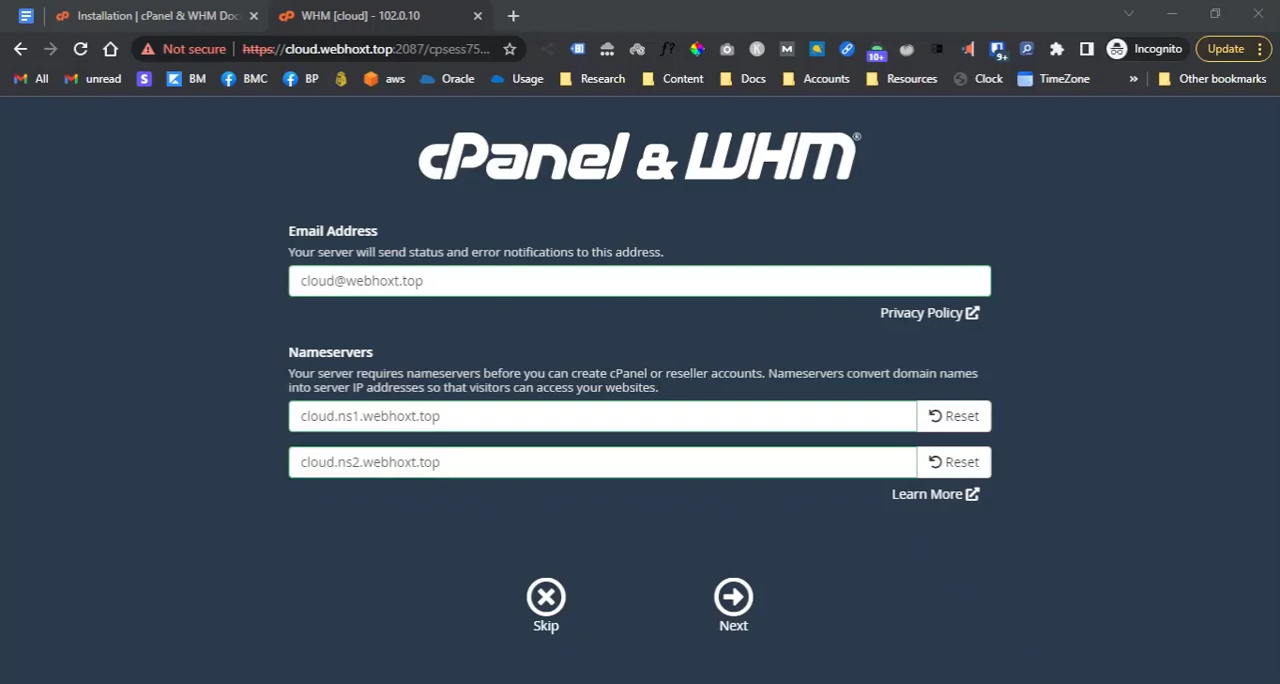 Installation | cPanel & WHM Doc
WHM [cloud] - 102.0.10
Not secure
https://cloud.webhoxt.top:2087/cpsess75...
f?
K
M
10+
9+
Incognito
Update
All
unread
S
BM
BMC
BP
aws
Oracle
Usage
Research
Content
Docs
Accounts
Resources
Clock
TimeZone
»
Other bookmarks
cPanel & WHM®
Email Address
Your server will send status and error notifications to this address.
cloud@webhoxt.top
Privacy Policy
Nameservers
Your server requires nameservers before you can create cPanel or reseller accounts. Nameservers convert domain names
into server IP addresses so that visitors can access your websites.
cloud.ns1.webhoxt.top
Reset
cloud.ns2.webhoxt.top
Reset
Learn More
Skip
Next